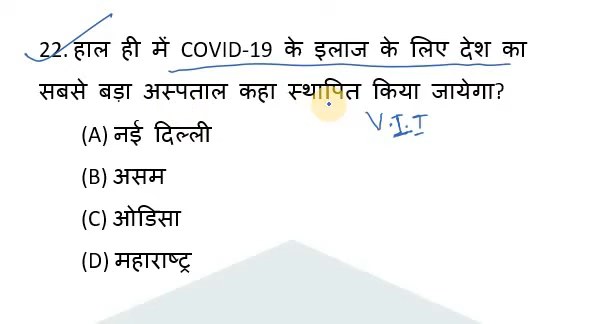 22. हाल ही में COVID-19 के इलाज के लिए देश का
सबसे बड़ा अस्पताल कहा स्थापित किया जायेगा?
V.I.I
(A) नई दिल्ली
(B) असम
(C) ओडिसा
(D) महाराष्ट्र